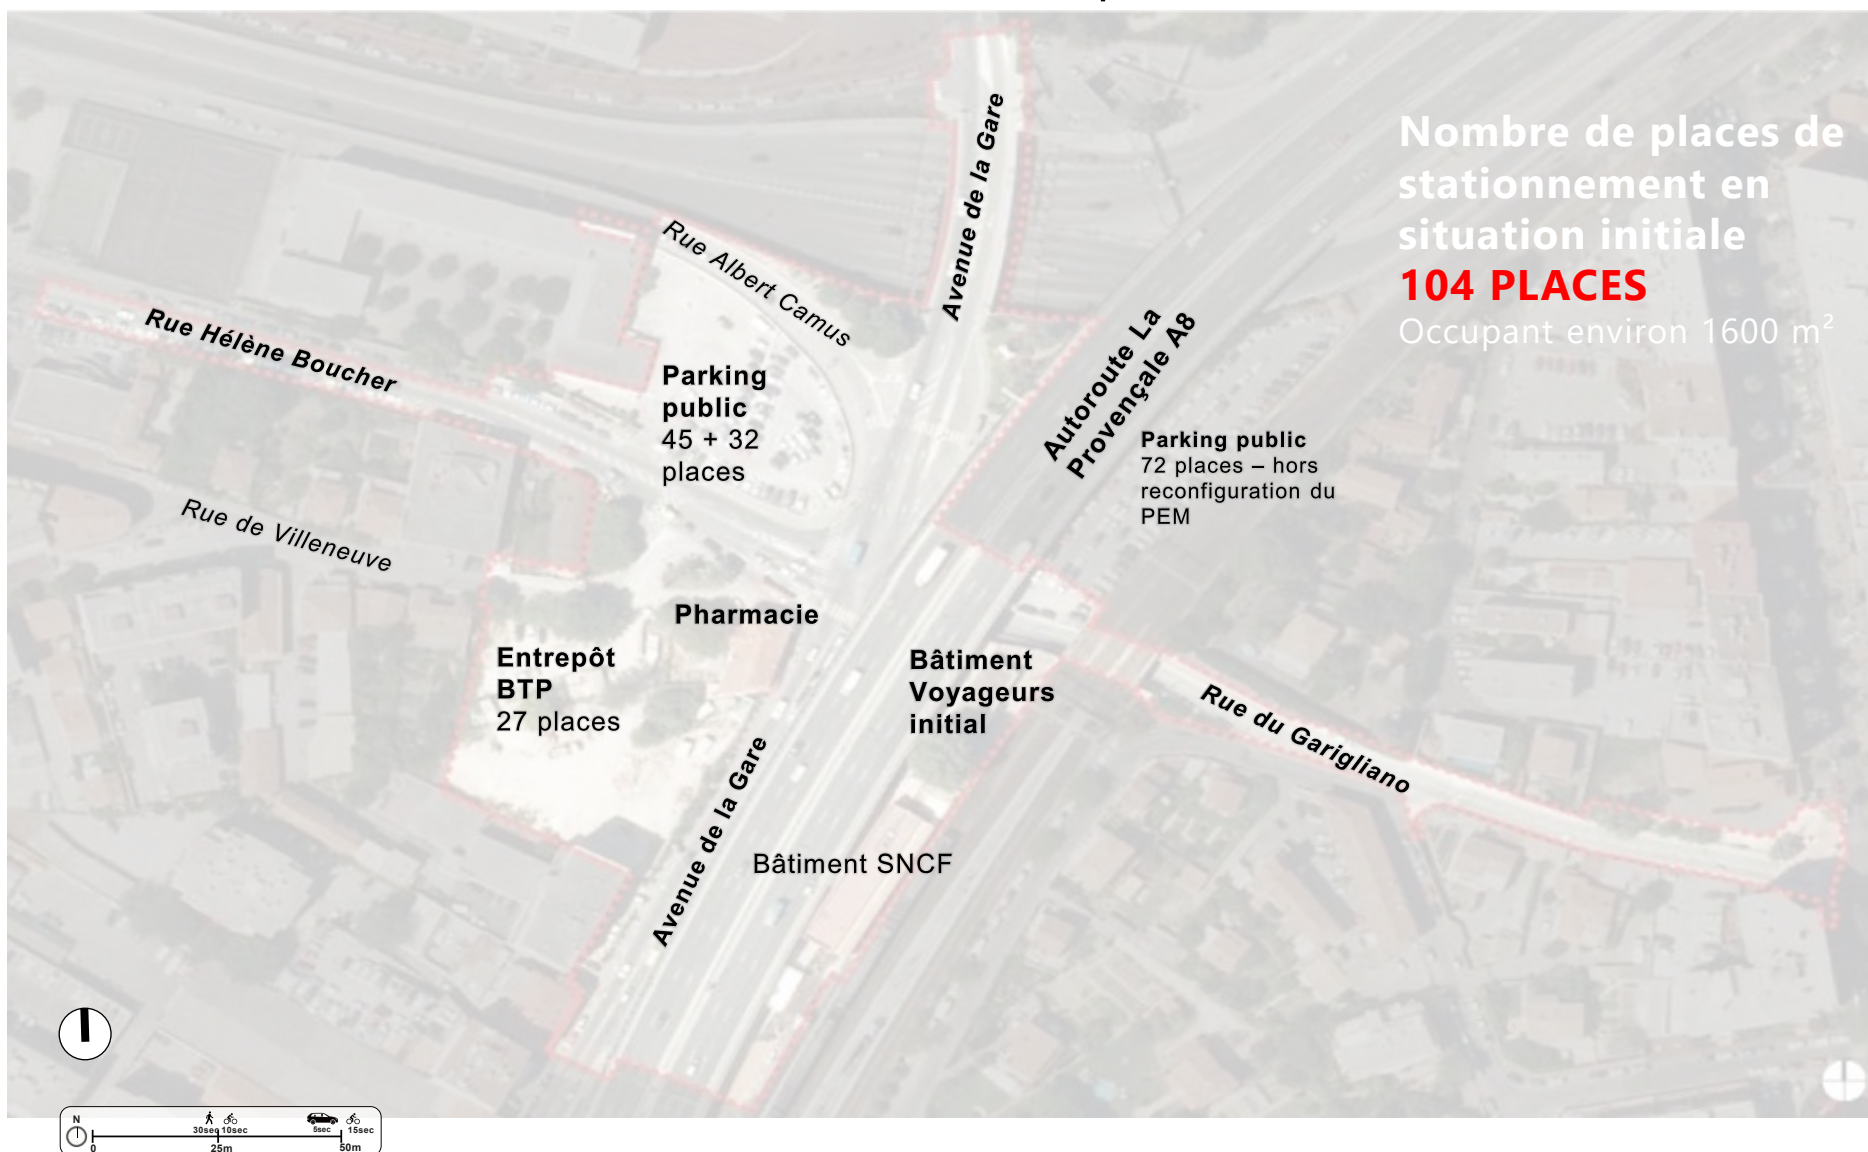 Avenue de la Gare
Nombre de places de
stationnement en
situation initiale
104 PLACES
Occupant environ 1600 m²
Rue Albert Camus
Rue Hélène Boucher
Autoroute La
Provençale A8
Parking
public
45 + 32
places
Parking public
72 places – hors
reconfiguration du
PEM
Rue de Villeneuve
Pharmacie
Entrepôt
BTP
27 places
Bâtiment
Voyageurs
initial
Rue du Garigliano
Avenue de la Gare
Bâtiment SNCF
N
30sec 10sec 5sec 15sec
0 25m 50m